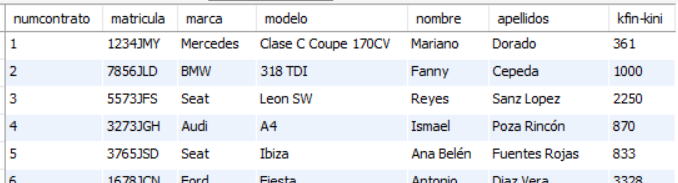 numcontrato matricula marca modelo nombre apellidos kfin-kini
1 1234JMY Mercedes Clase C Coupe 170CV Mariano Dorado 361
2 7856JLD BMW 318 TDI Fanny Cepeda 1000
3 5573JFS Seat Leon SW Reyes Sanz Lopez 2250
4 3273JGH Audi A4 Ismael Poza Rincón 870
5 3765JSD Seat Ibiza Ana Belén Fuentes Rojas 833
6 1678JCN Ford Fiesta Antonio Diaz Vera 3328